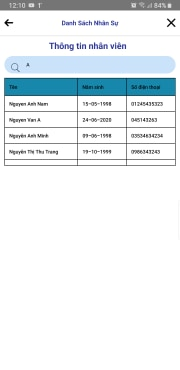 12:10
84%
Danh Sách Nhân Sự
Thông tin nhân viên
A
Tên Năm sinh Số điện thoại
Nguyen Anh Nam 15-05-1998 01245435323
Nguyen Van A 24-06-2020 045143263
Nguyễn Anh Minh 09-06-1998 03534634234
Nguyễn Thị Thu Trang 19-10-1999 0986343243